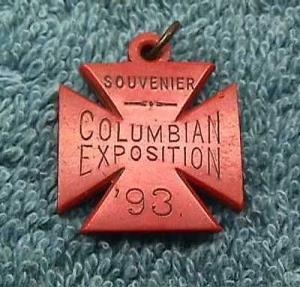 SOUVENIER
COLUMBIAN
EXPOSITION
'93.